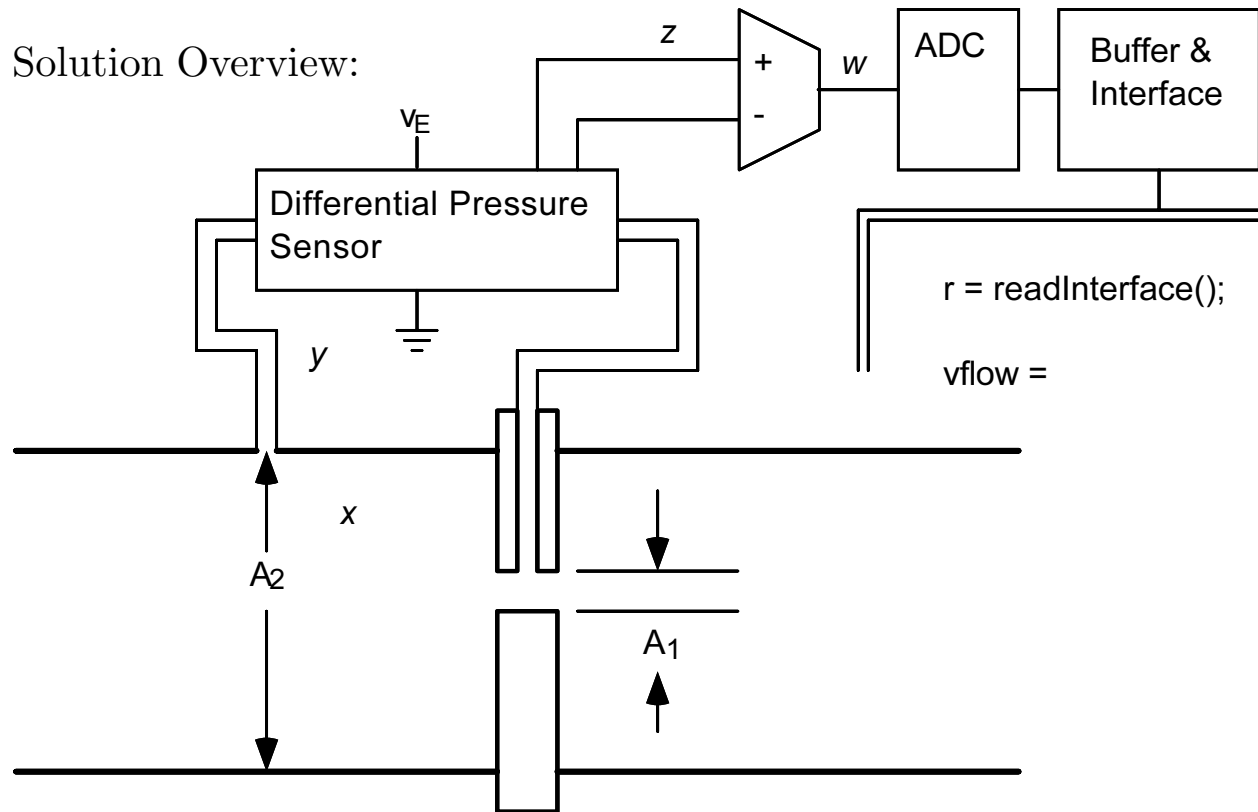 Solution Overview:
z
w
ADC
Buffer &
Interface
+
-
vE
Differential Pressure
Sensor
r = readInterface();
y
vflow =
x
A2
A1